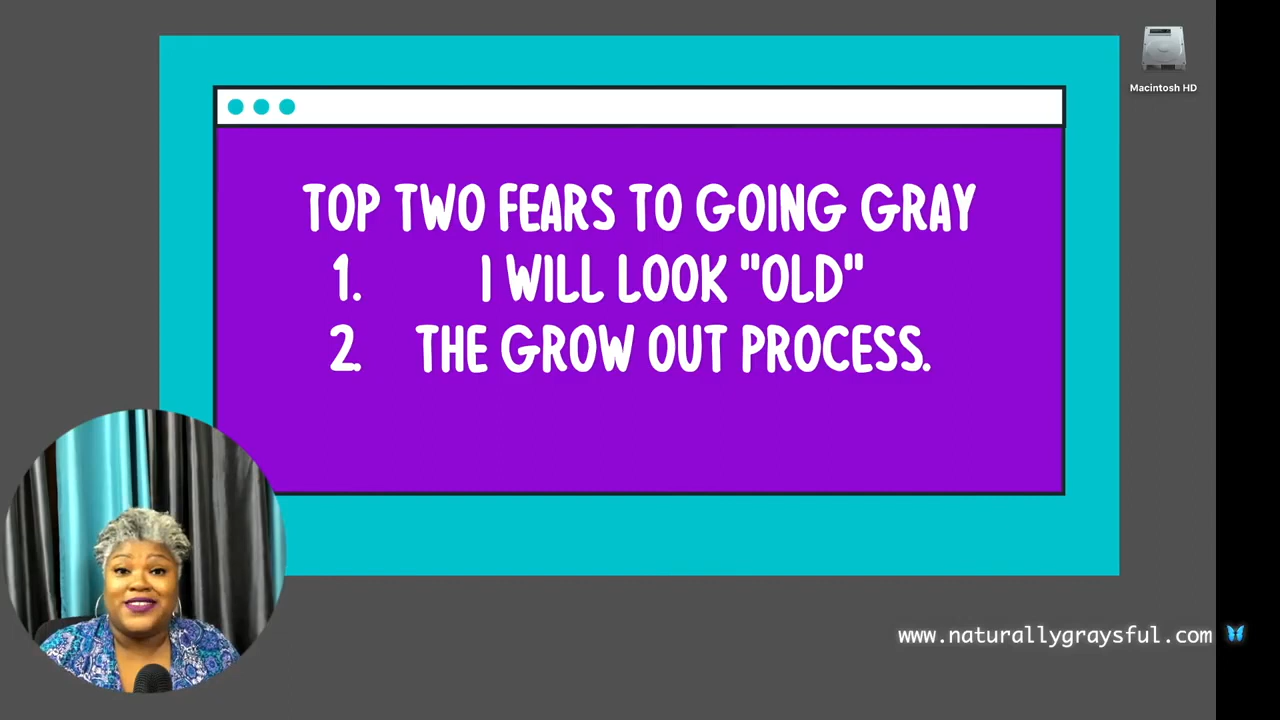 Macintosh HD
TOP TWO FEARS TO GOING GRAY
1. I WILL LOOK "OLD"
2. THE GROW OUT PROCESS.
www.naturallygraysful.com